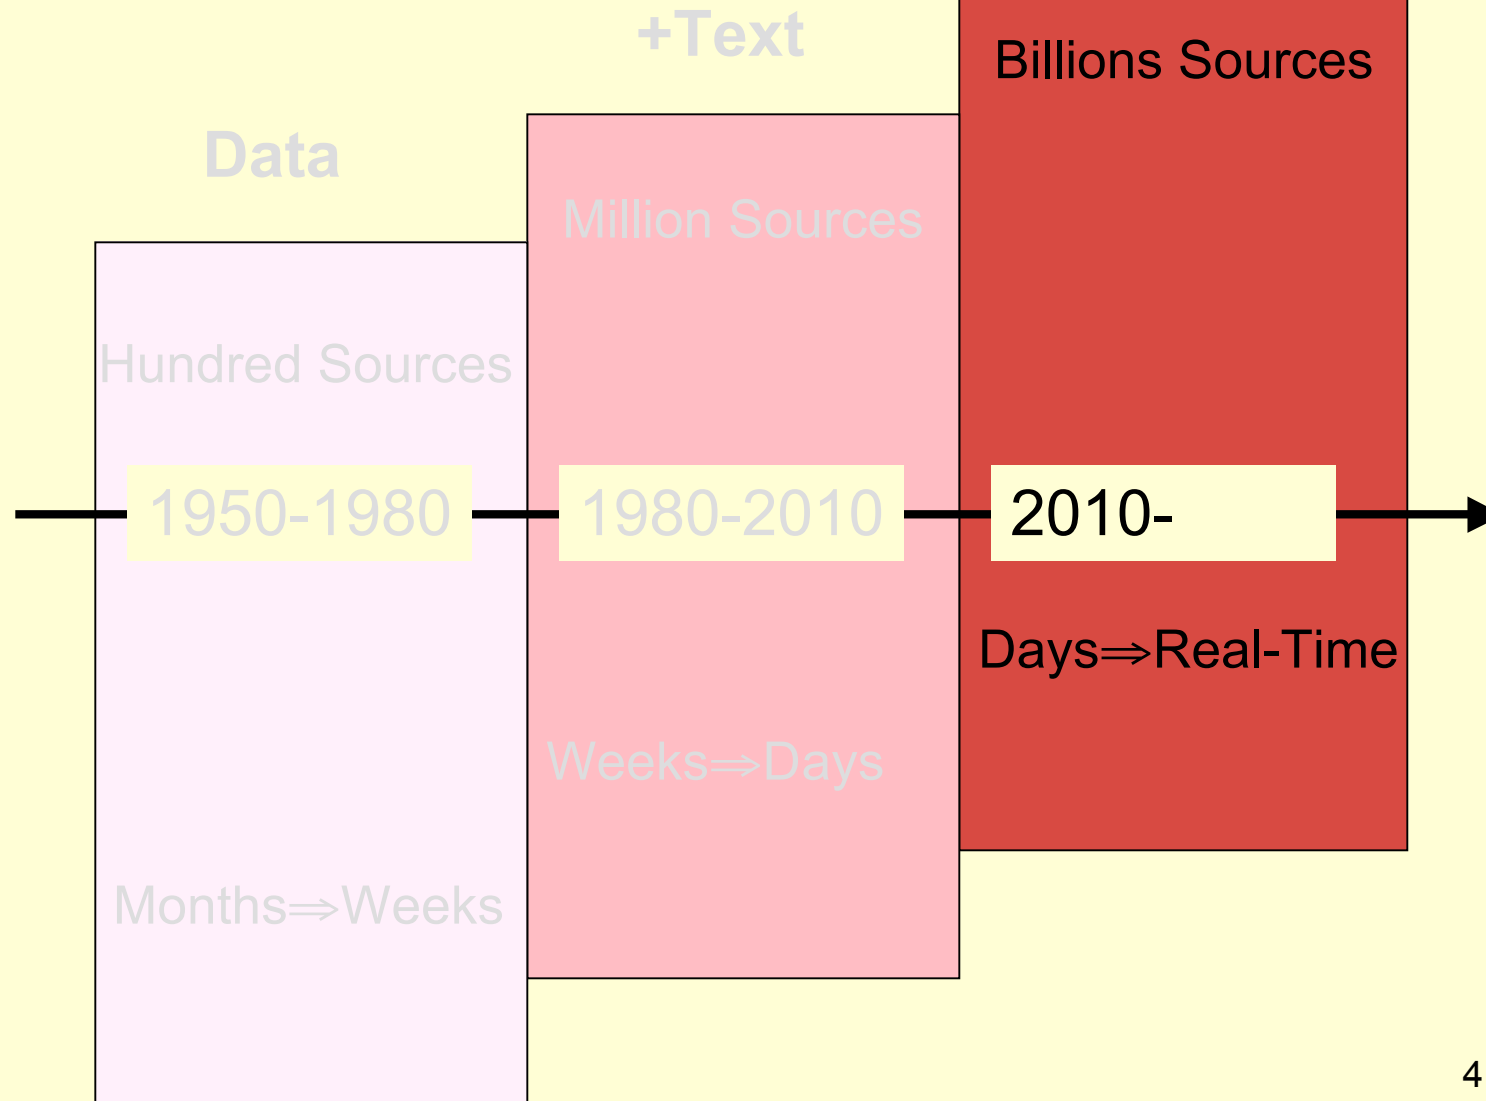 +Text
Billions Sources
Data
Million Sources
Hundred Sources
1950-1980
1980-2010
2010-
Days⇒Real-Time
Weeks⇒Days
Months⇒Weeks
4